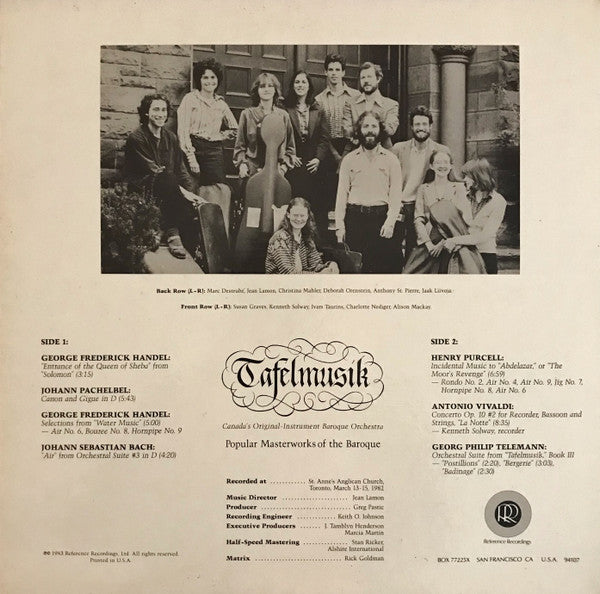 Back Row (L-R): Marc Destrubé, Jean Lamon, Christina Mahler, Deborah Orenstein, Anthony St. Pierre, Jaak Liivoja
Front Row (L-R): Susan Graves, Kenneth Solway, Ivars Taurins, Charlotte Nediger, Alison Mackay.
SIDE 1:
GEORGE FREDERICK HANDEL:
"Entrance of the Queen of Sheba" from
"Solomon" (3:15)
JOHANN PACHELBEL:
Canon and Gigue in D (5:43)
GEORGE FREDERICK HANDEL:
Selections from "Water Music" (5:00)
— Air No. 6, Bouree No. 8, Hornpipe No. 9
JOHANN SEBASTIAN BACH:
"Air" from Orchestral Suite #3 in D (4:20)
Tafelmusik
Canada's Original-Instrument Baroque Orchestra
Popular Masterworks of the Baroque
Recorded at .......... St. Anne's Anglican Church,
Toronto, March 13-15, 1982
Music Director .......... Jean Lamon
Producer .......... Greg Pastic
Recording Engineer .......... Keith O. Johnson
Executive Producers .......... J. Tamblyn Henderson
Marcia Martin
Half-Speed Mastering .......... Stan Ricker,
Alshire International
Matrix .......... Rick Goldman
SIDE 2:
HENRY PURCELL:
Incidental Music to "Abdelazar," or "The
Moor's Revenge" (6:59)
— Rondo No. 2, Air No. 4, Air No. 9, Jig No. 7,
Hornpipe No. 8, Air No. 6
ANTONIO VIVALDI:
Concerto Op. 10 #2 for Recorder, Bassoon and
Strings, "La Notte" (8:35)
— Kenneth Solway, recorder
GEORG PHILIP TELEMANN:
Orchestral Suite from "Tafelmusik," Book III
— "Postillions" (2:20), "Bergerie" (3:03),
"Badinage" (2:30)
RR
Reference Recordings
℗© 1983 Reference Recordings, Ltd. All rights reserved.
Printed in U.S.A.
BOX 77225X SAN FRANCISCO CA U.S.A. 94107